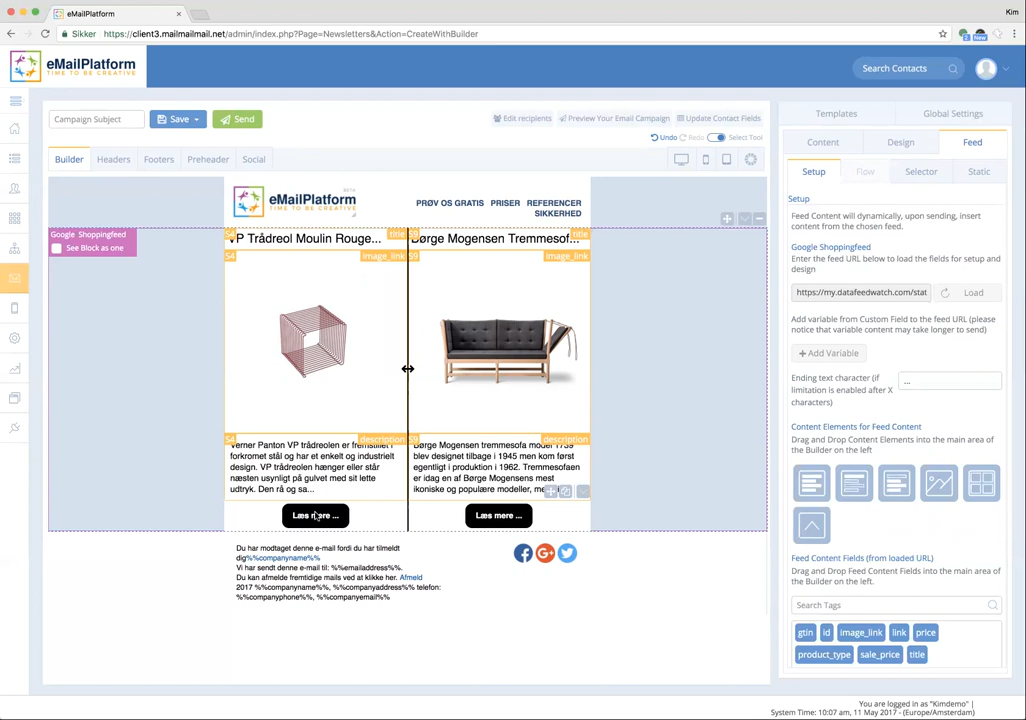 eMailPlatform
Kim
Sikker
https://client3.mailmailmail.net/admin/index.php?Page=Newsletters&Action=CreateWithBuilder
New
eMailPlatform
TIME TO BE CREATIVE
Search Contacts
Campaign Subject
Save
Send
Edit recipients
Preview Your Email Campaign
Update Contact Fields
Undo
Redo
Select Tool
Builder
Headers
Footers
Preheader
Social
BETA
eMailPlatform
TIME TO BE CREATIVE
PRØV OS GRATIS PRISER REFERENCER
SIKKERHED
Google Shoppingfeed
See Block as one
54
title
VP Trådreol Moulin Rouge...
59
title
Børge Mogensen Tremmesof...
54
image_link
59
image_link
54
description
Verner Panton VP trådreolen er fremstillet i
forkromet stål og har et enkelt og industrielt
design. VP trådreolen hænger eller står
næsten usynligt på gulvet med sit lette
udtryk. Den rå og sa...
59
description
Børge Mogensen tremmesofa model 1789
blev designet tilbage i 1945 men kom først
egentligt i produktion i 1962. Tremmesofaen
er idag en af Børge Mogensens mest
ikoniske og populære modeller, me...
Læs mere ...
Læs mere ...
Du har modtaget denne e-mail fordi du har tilmeldt
dig%%companyname%%
Vi har sendt denne e-mail til: %%emailaddress%%.
Du kan afmelde fremtidige mails ved at klikke her. Afmeld
2017 %%companyname%%, %%companyaddress%% telefon:
%%companyphone%%, %%companyemail%%
Templates
Global Settings
Content
Design
Feed
Setup
Flow
Selector
Static
Setup
Feed Content will dynamically, upon sending, insert
content from the chosen feed.
Google Shoppingfeed
Enter the feed URL below to load the fields for setup and
design
https://my.datafeedwatch.com/stat
Load
Add variable from Custom Field to the feed URL (please
notice that variable content may take longer to send)
Add Variable
Ending text character (if
limitation is enabled after X
characters)
...
Content Elements for Feed Content
Drag and Drop Content Elements into the main area of
the Builder on the left.
Feed Content Fields (from loaded URL)
Drag and Drop Feed Content Fields into the main area of
the Builder on the left.
Search Tags
gtin
id
image_link
link
price
product_type
sale_price
title
You are logged in as "Kimdemo" |
System Time: 10:07 am, 11 May 2017 - (Europe/Amsterdam)